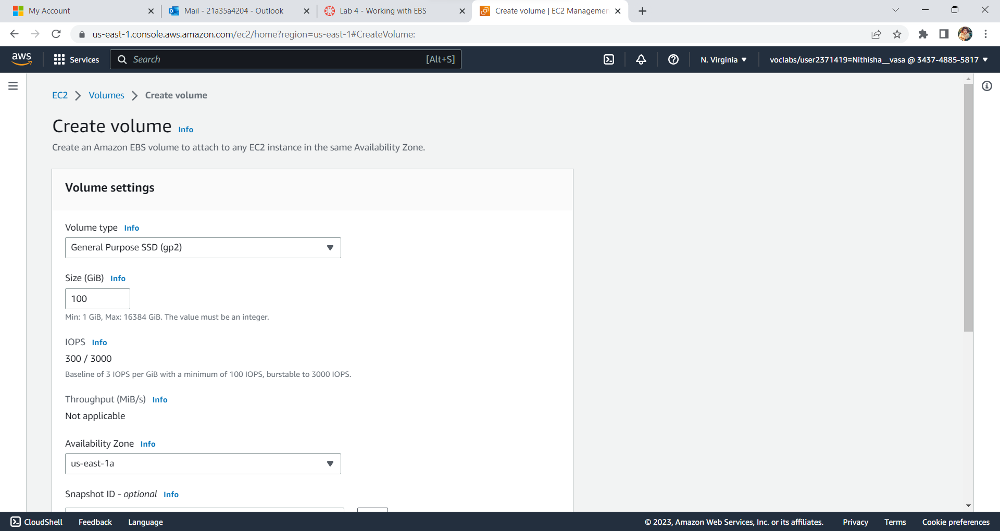 My Account
Mail - 21a35a4204 - Outlook
Lab 4 - Working with EBS
Create volume | EC2 Managemen
us-east-1.console.aws.amazon.com/ec2/home?region=us-east-1#CreateVolume:
aws
Services
Search
[Alt+S]
N. Virginia
voclabs/user2371419=Nithisha__vasa @ 3437-4885-5817
EC2 > Volumes > Create volume
Create volume Info
Create an Amazon EBS volume to attach to any EC2 instance in the same Availability Zone.
Volume settings
Volume type Info
General Purpose SSD (gp2)
Size (GiB) Info
100
Min: 1 GiB, Max: 16384 GiB. The value must be an integer.
IOPS Info
300 / 3000
Baseline of 3 IOPS per GiB with a minimum of 100 IOPS, burstable to 3000 IOPS.
Throughput (MiB/s) Info
Not applicable
Availability Zone Info
us-east-1a
Snapshot ID - optional Info
CloudShell Feedback Language
© 2023, Amazon Web Services, Inc. or its affiliates. Privacy Terms Cookie preferences